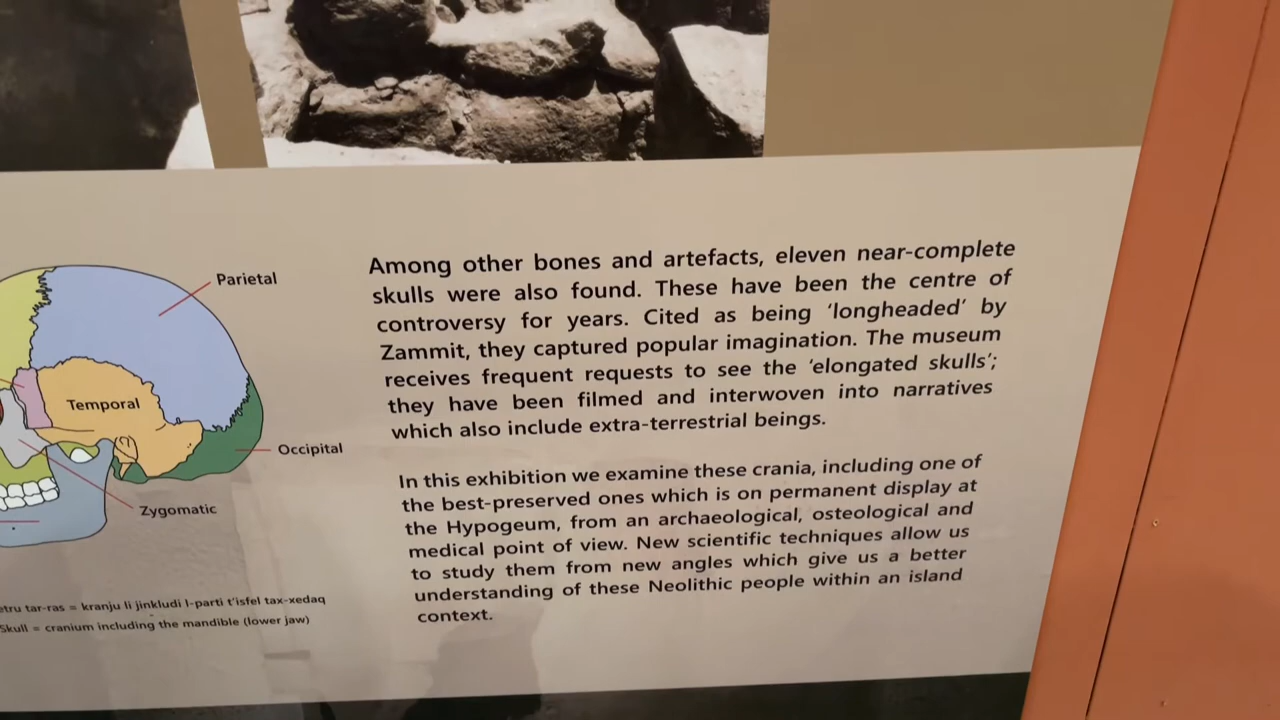 Parietal
Temporal
Occipital
Zygomatic
tar-ras = kranju li jinkludi l-parti t'isfel tax-xedaq
Skull = cranium including the mandible (lower jaw)
Among other bones and artefacts, eleven near-complete
skulls were also found. These have been the centre of
controversy for years. Cited as being ‘longheaded’ by
Zammit, they captured popular imagination. The museum
receives frequent requests to see the ‘elongated skulls’;
they have been filmed and interwoven into narratives
which also include extra-terrestrial beings.
In this exhibition we examine these crania, including one of
the best-preserved ones which is on permanent display at
the Hypogeum, from an archaeological, osteological and
medical point of view. New scientific techniques allow us
to study them from new angles which give us a better
understanding of these Neolithic people within an island
context.